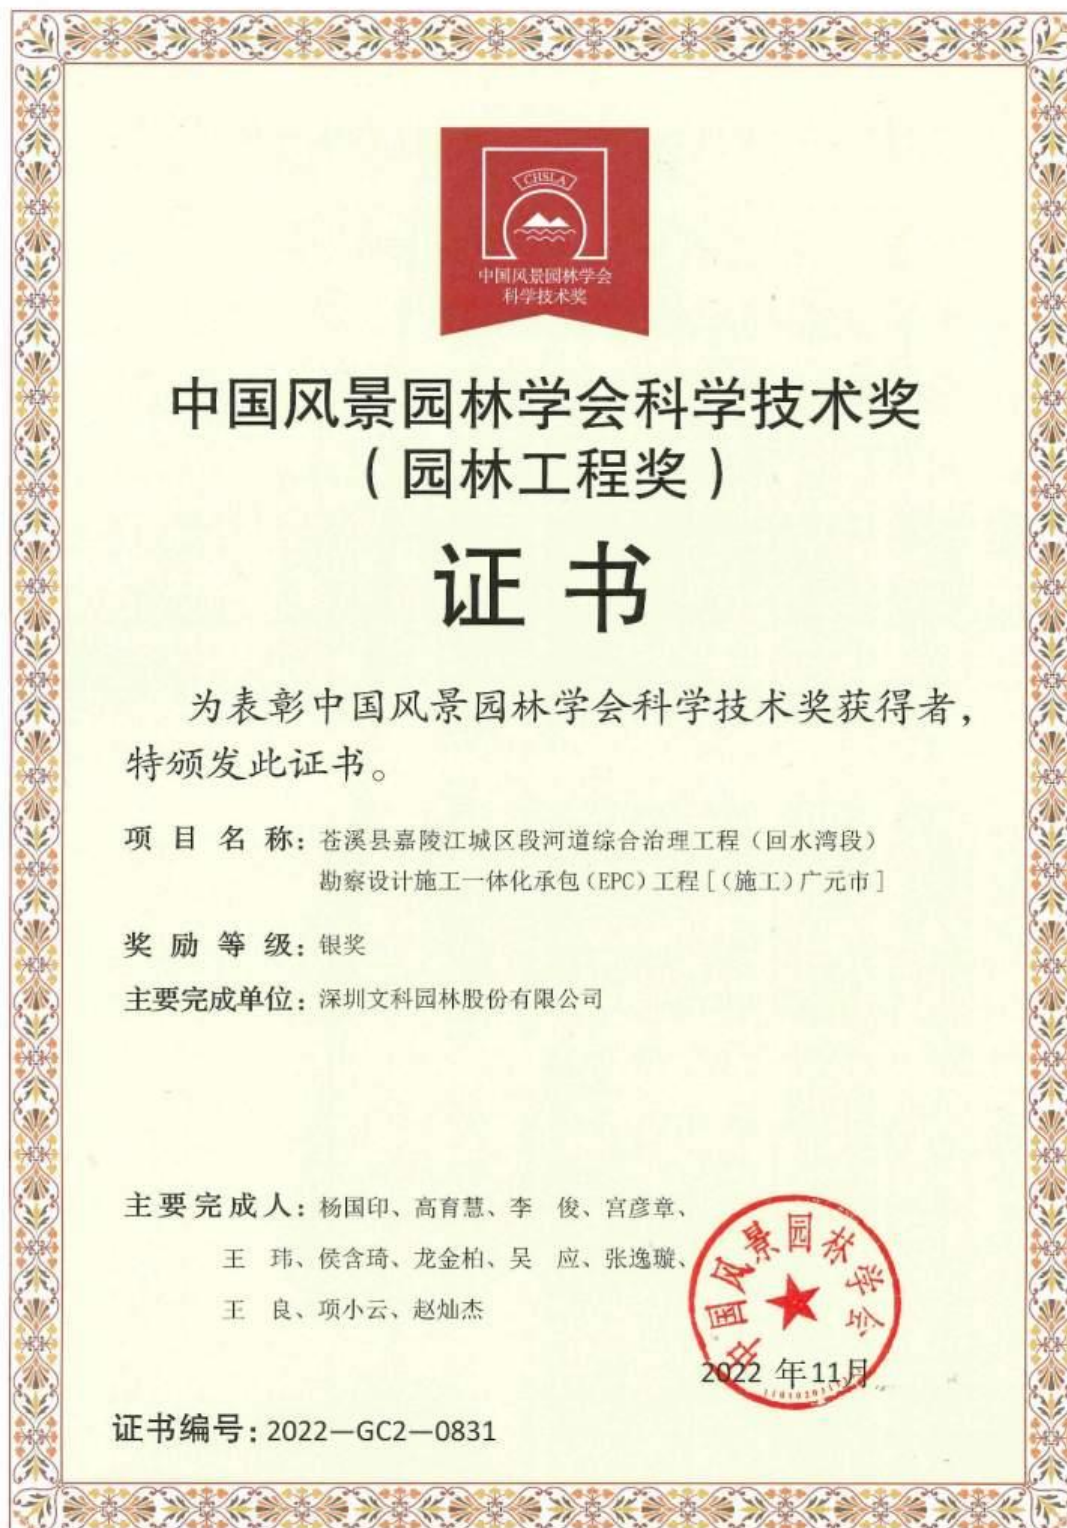 CHSLA
中国风景园林学会
科学技术奖
中国风景园林学会科学技术奖
(园林工程奖)
证书
为表彰中国风景园林学会科学技术奖获得者,
特颁发此证书。
项目名称:苍溪县嘉陵江城区段河道综合治理工程(回水湾段)
勘察设计施工一体化承包(EPC)工程[(施工)广元市]
奖励等级:银奖
主要完成单位:深圳文科园林股份有限公司
主要完成人:杨国印、高育慧、李 俊、宫彦章、
王 玮、侯含琦、龙金柏、吴 应、张逸璇、
王 良、项小云、赵灿杰
中国风景园林学会
2022 年11月
证书编号:2022—GC2—0831